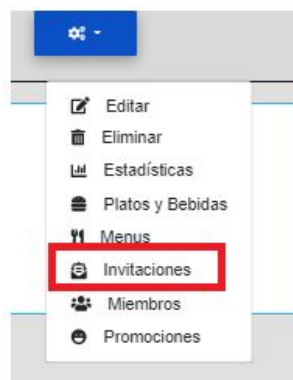 Editar
Eliminar
Estadísticas
Platos y Bebidas
Menus
Invitaciones
Miembros
Promociones